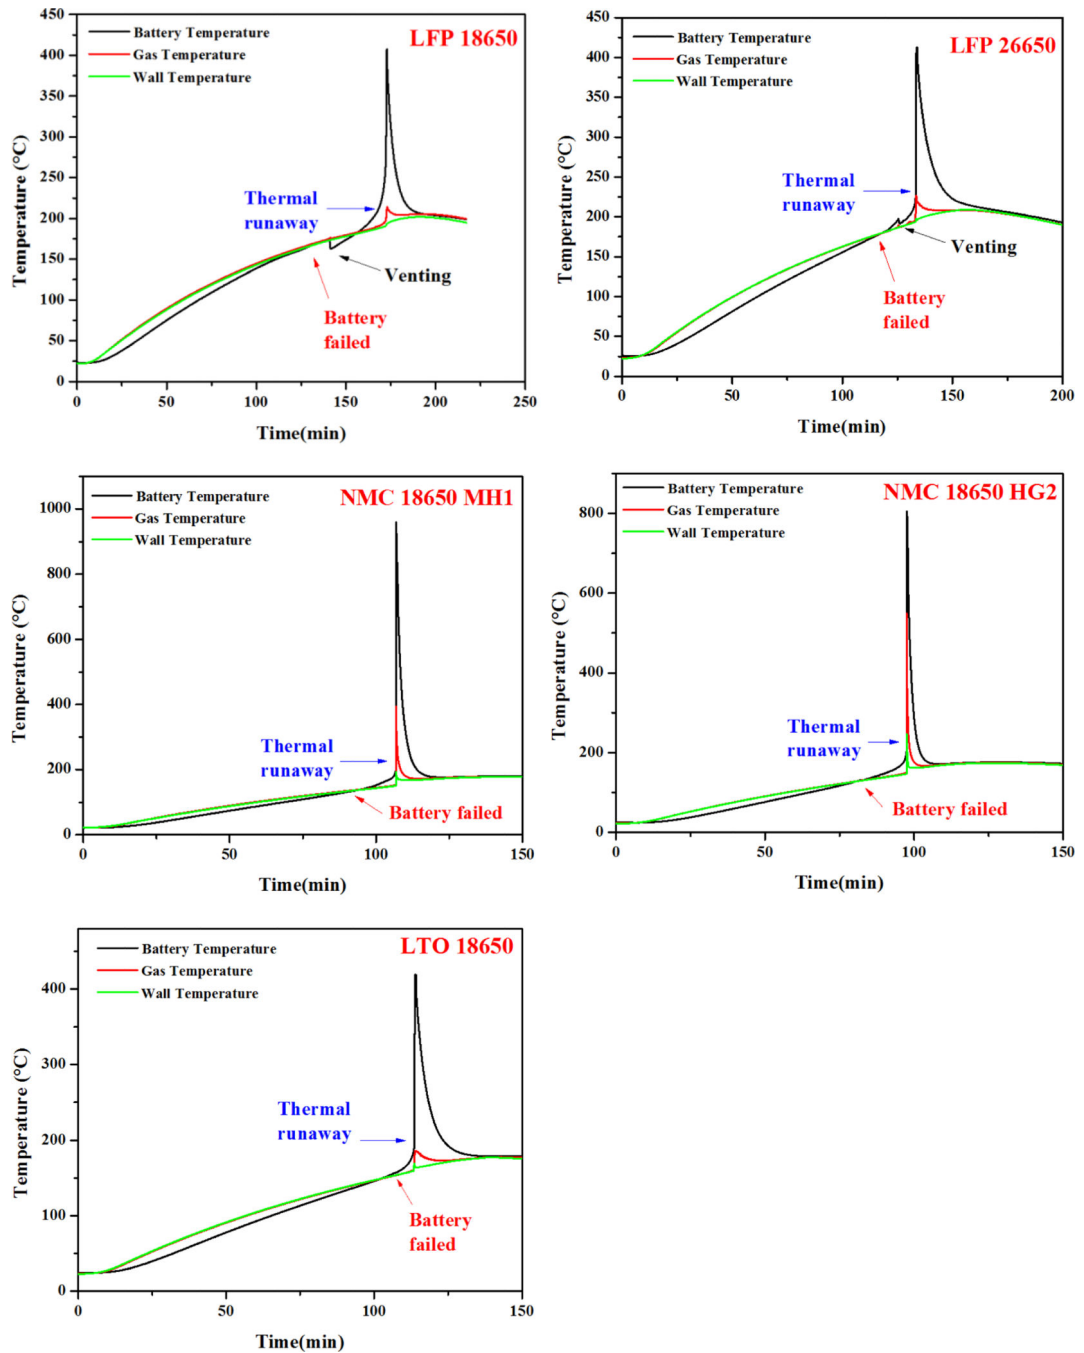 LFP 18650
Battery Temperature
Gas Temperature
Wall Temperature
Thermal
runaway
Venting
Battery
failed
Temperature (°C)
450
400
350
300
250
200
150
100
50
0
0
50
100
150
200
250
Time(min)
LFP 26650
Battery Temperature
Gas Temperature
Wall Temperature
Thermal
runaway
Venting
Battery
failed
Temperature (°C)
450
400
350
300
250
200
150
100
50
0
0
50
100
150
200
Time(min)
NMC 18650 MH1
Battery Temperature
Gas Temperature
Wall Temperature
Thermal
runaway
Battery failed
Temperature (°C)
1000
800
600
400
200
0
0
50
100
150
Time(min)
NMC 18650 HG2
Battery Temperature
Gas Temperature
Wall Temperature
Thermal
runaway
Battery failed
Temperature (°C)
800
600
400
200
0
0
50
100
150
Time(min)
LTO 18650
Battery Temperature
Gas Temperature
Wall Temperature
Thermal
runaway
Battery
failed
Temperature (°C)
400
300
200
100
0
0
50
100
150
Time(min)